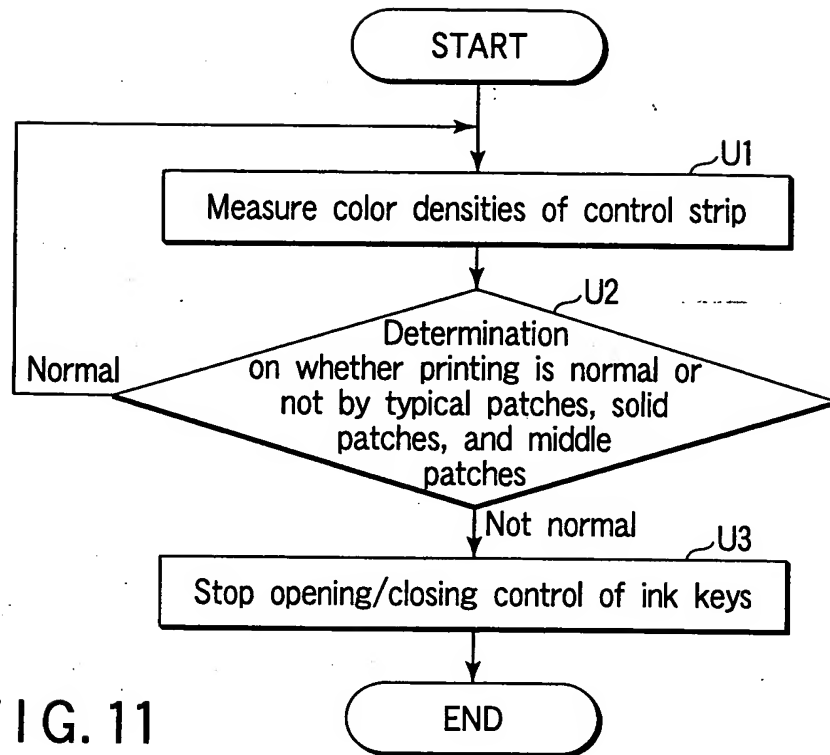 START
U1
Measure color densities of control strip
U2
Determination
on whether printing is normal or
not by typical patches, solid
patches, and middle
patches
Normal
Not normal
U3
Stop opening/closing control of ink keys
END
FIG. 11